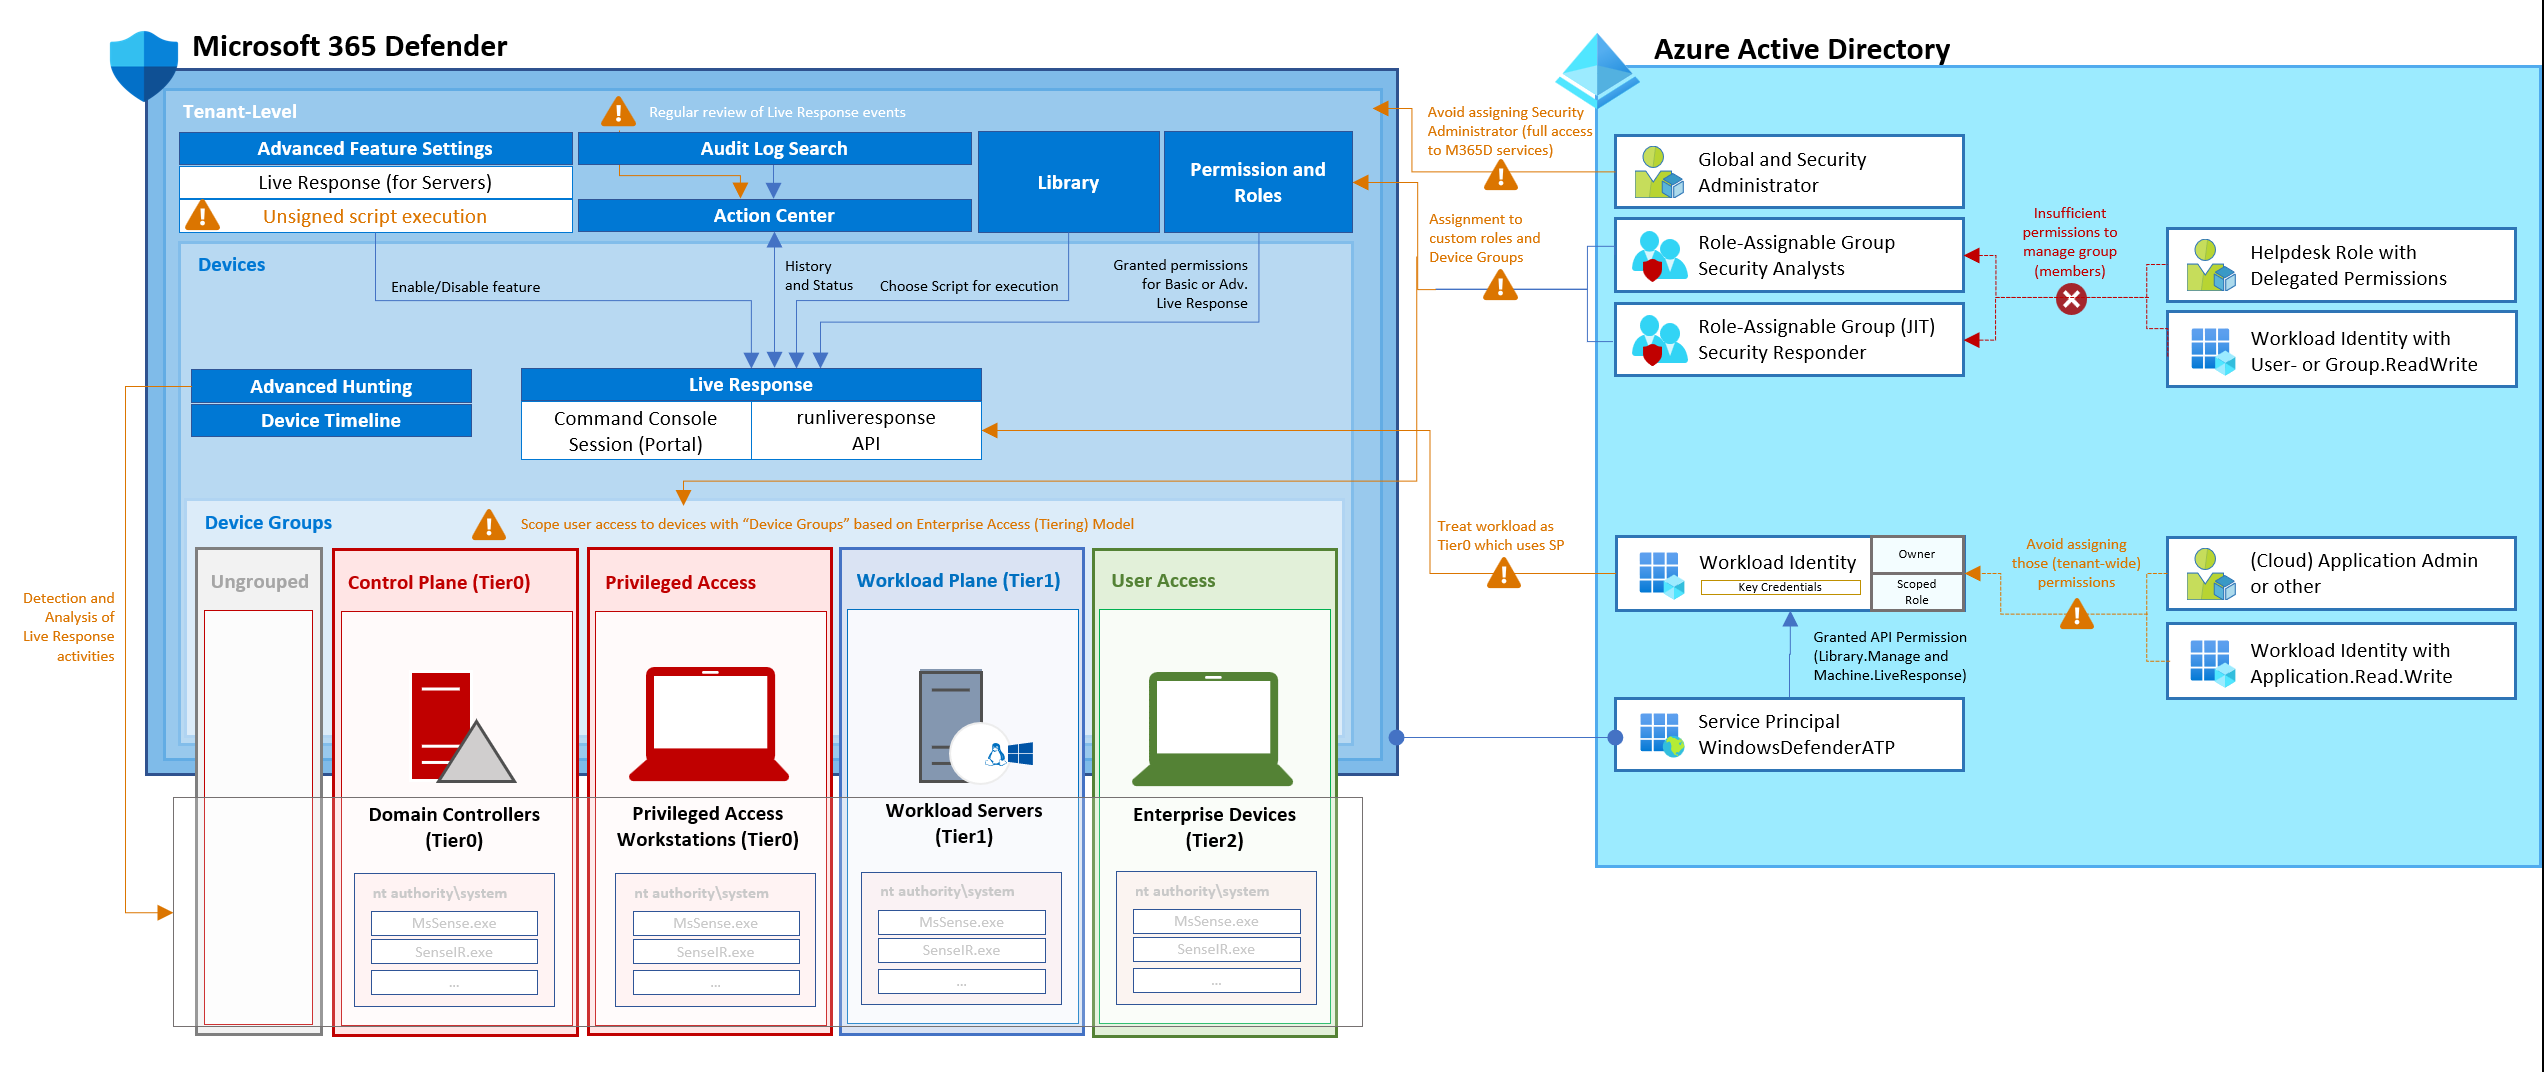 Microsoft 365 Defender
Tenant-Level
Regular review of Live Response events
Advanced Feature Settings
Live Response (for Servers)
Unsigned script execution
Audit Log Search
Action Center
Library
Permission and
Roles
Devices
Enable/Disable feature
History
and Status
Choose Script for execution
Granted permissions
for Basic or Adv.
Live Response
Advanced Hunting
Device Timeline
Live Response
Command Console
Session (Portal)
runliveresponse
API
Device Groups
Scope user access to devices with “Device Groups” based on Enterprise Access (Tiering) Model
Detection and
Analysis of
Live Response
activities
Ungrouped
Control Plane (Tier0)
Domain Controllers
(Tier0)
nt authority\system
MsSense.exe
SenseIR.exe
...
Privileged Access
Privileged Access
Workstations (Tier0)
nt authority\system
MsSense.exe
SenseIR.exe
...
Workload Plane (Tier1)
Workload Servers
(Tier1)
nt authority\system
MsSense.exe
SenseIR.exe
...
User Access
Enterprise Devices
(Tier2)
nt authority\system
MsSense.exe
SenseIR.exe
...
Avoid assigning Security
Administrator (full access
to M365D services)
Assignment to
custom roles and
Device Groups
Treat workload as
Tier0 which uses SP
Azure Active Directory
Global and Security
Administrator
Role-Assignable Group
Security Analysts
Role-Assignable Group (JIT)
Security Responder
Insufficient
permissions to
manage group
(members)
Helpdesk Role with
Delegated Permissions
Workload Identity with
User- or Group.ReadWrite
Workload Identity
Key Credentials
Owner
Scoped
Role
Avoid assigning
those (tenant-wide)
permissions
(Cloud) Application Admin
or other
Workload Identity with
Application.Read.Write
Granted API Permission
(Library.Manage and
Machine.LiveResponse)
Service Principal
WindowsDefenderATP